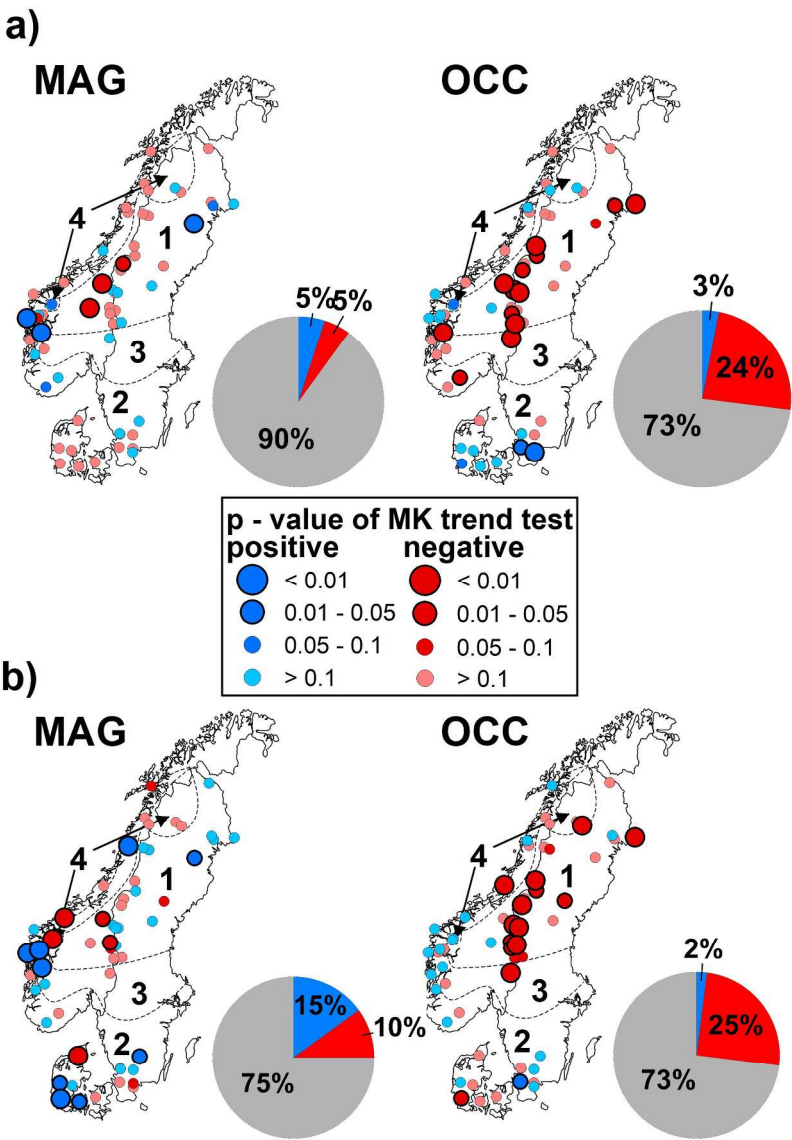 a)
MAG OCC
4 1 3 2
5% 5% 90%
4 1 3 2
3% 24% 73%
p - value of MK trend test
positive negative
< 0.01 < 0.01
0.01 - 0.05 0.01 - 0.05
0.05 - 0.1 0.05 - 0.1
> 0.1 > 0.1
b)
MAG OCC
4 1 3 2
15% 10% 75%
4 1 3 2
2% 25% 73%